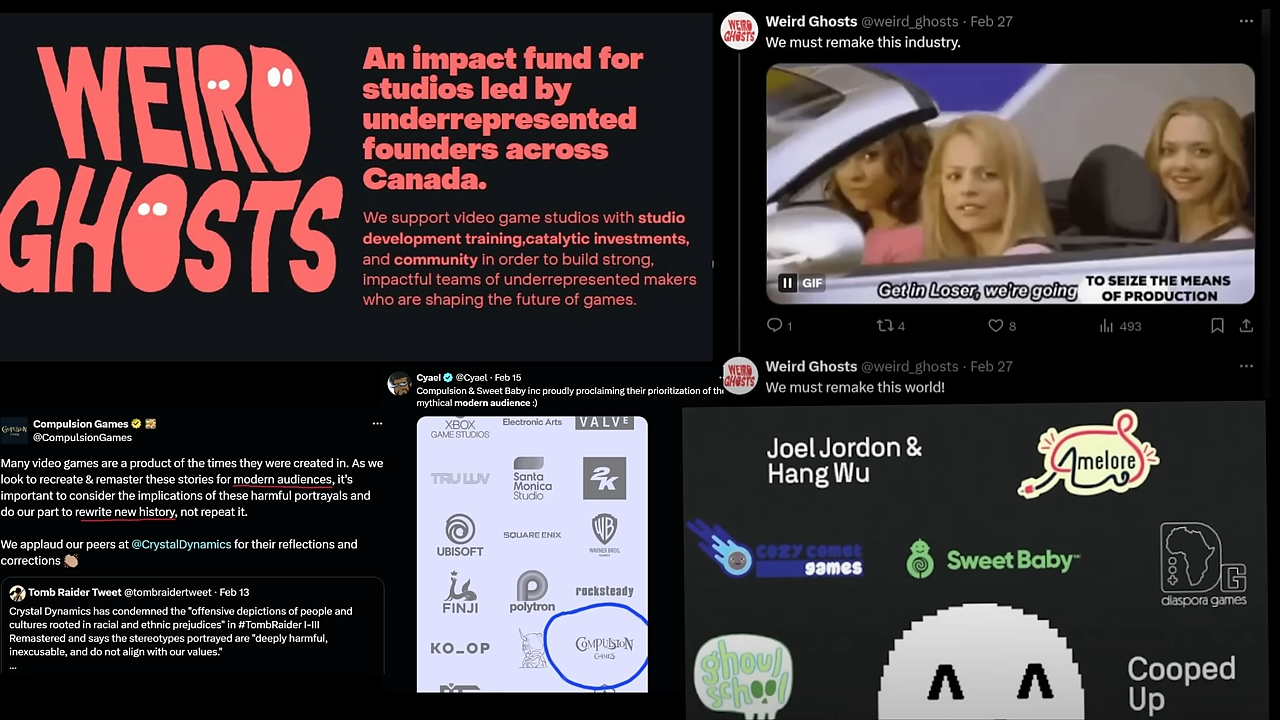 WEIRD
GHOSTS
An impact fund for
studios led by
underrepresented
founders across
Canada.
We support video game studios with studio
development training,catalytic investments,
and community in order to build strong,
impactful teams of underrepresented makers
who are shaping the future of games.
WEIRD
GHOSTS
Weird Ghosts @weird_ghosts · Feb 27
We must remake this industry.
GIF
Get in Loser, we're going
TO SEIZE THE MEANS
OF PRODUCTION
1
4
8
493
WEIRD
GHOSTS
Weird Ghosts @weird_ghosts · Feb 27
We must remake this world!
Compulsion Games
@CompulsionGames
Many video games are a product of the times they were created in. As we
look to recreate & remaster these stories for modern audiences, it's
important to consider the implications of these harmful portrayals and
do our part to rewrite new history, not repeat it.
We applaud our peers at @CrystalDynamics for their reflections and
corrections
Tomb Raider Tweet @tombraidertweet · Feb 13
Crystal Dynamics has condemned the "offensive depictions of people and
cultures rooted in racial and ethnic prejudices" in #TombRaider I-III
Remastered and says the stereotypes portrayed are "deeply harmful,
inexcusable, and do not align with our values."
...
Cyael @Cyael · Feb 15
Compulsion & Sweet Baby inc proudly proclaiming their prioritization of the
mythical modern audience :)
XBOX
GAME STUDIOS
Electronic Arts
VALVE
TRU LUV
Santa
Monica
Studio
2K
UBISOFT
SQUARE ENIX
WB
WARNER BROS.
FINJI
polytron
rocksteady
KO_OP
COMPULSION
GAMES
Joel Jordon &
Hang Wu
Amelore
cozy comet
games
Sweet Baby
D
G
diaspora games
ghoul
school
Cooped
Up